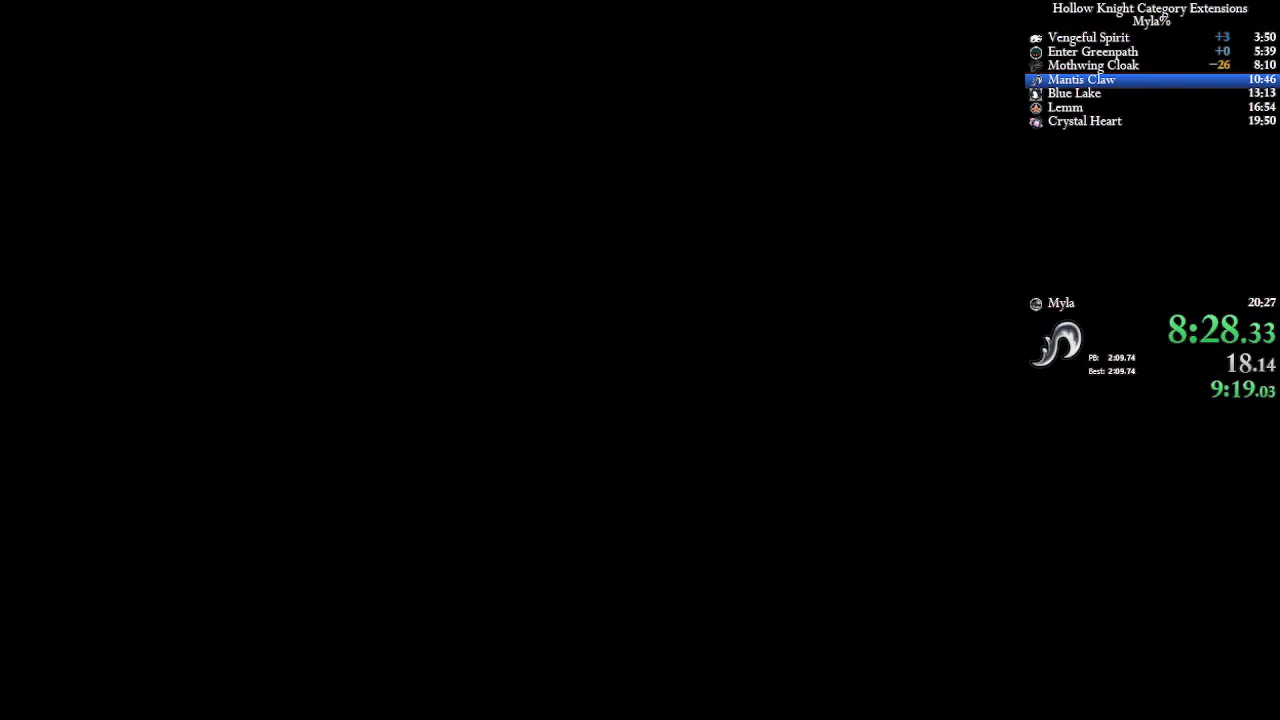 Hollow Knight Category Extensions
Myla%
Vengeful Spirit +3 3:50
Enter Greenpath +0 5:39
Mothwing Cloak −26 8:10
Mantis Claw 10:46
Blue Lake 13:13
Lemm 16:54
Crystal Heart 19:50
Myla 20:27
8:28.33
PB: 2:09.74 18.14
Best: 2:09.74
9:19.03